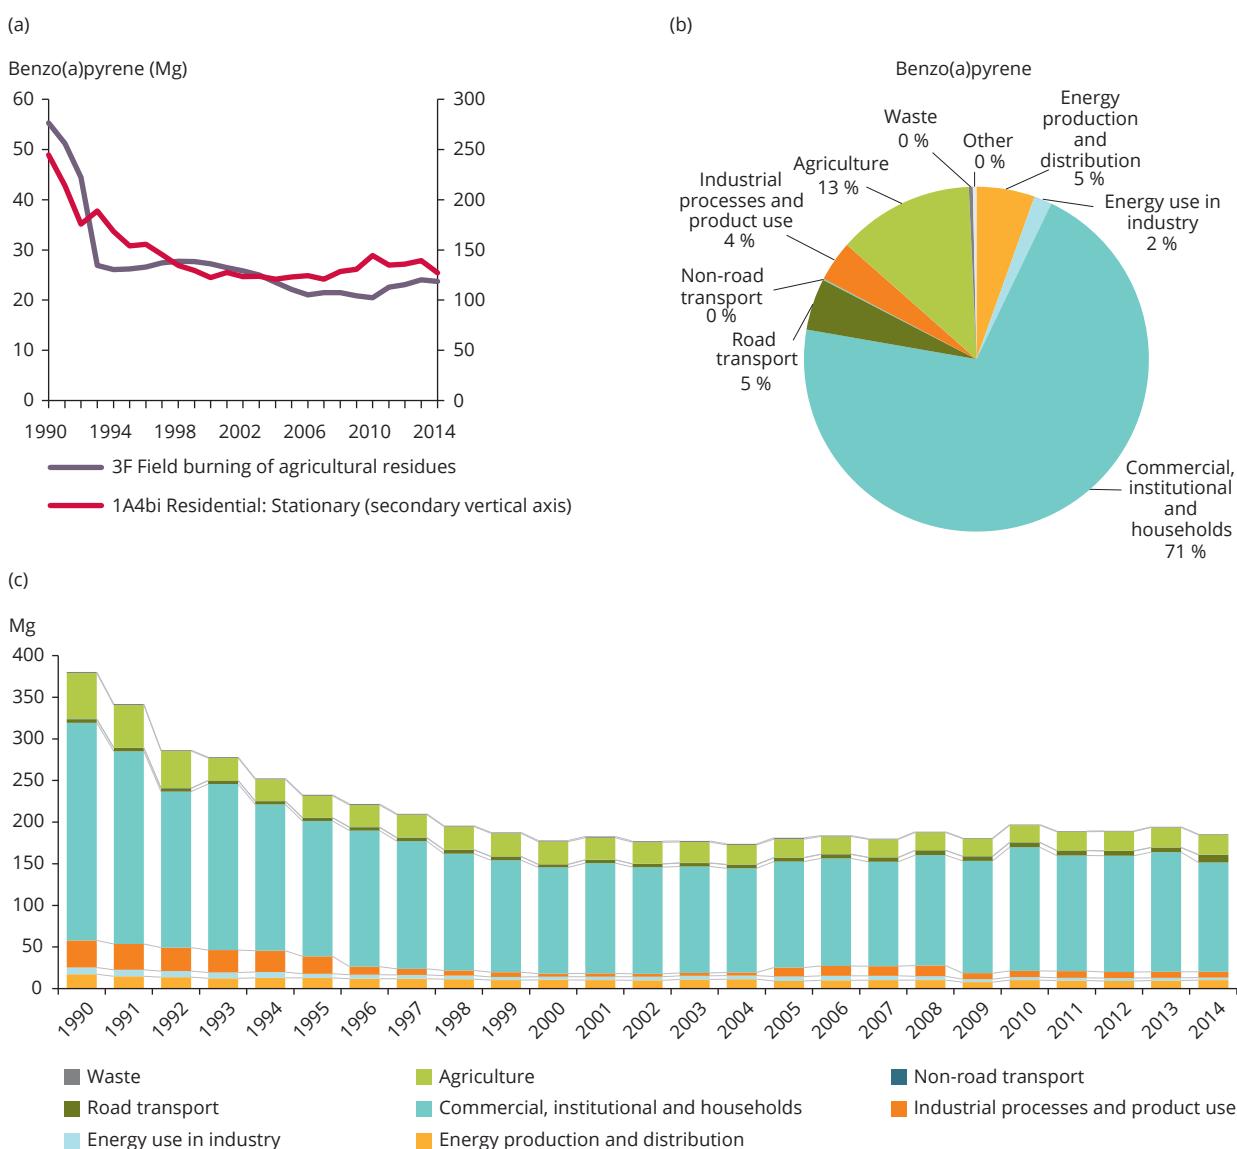 (a)
Benzo(a)pyrene (Mg)
60
50
40
30
20
10
0
300
250
200
150
100
50
0
1990
1994
1998
2002
2006
2010
2014
3F Field burning of agricultural residues
1A4bi Residential: Stationary (secondary vertical axis)
(b)
Benzo(a)pyrene
Energy
production
and
distribution
5 %
Energy use in
industry
2 %
Commercial,
institutional
and
households
71 %
Road
transport
5 %
Non-road
transport
0 %
Industrial
processes and
product use
4 %
Agriculture
13 %
Waste
0 %
Other
0 %
(c)
Mg
400
350
300
250
200
150
100
50
0
1990
1991
1992
1993
1994
1995
1996
1997
1998
1999
2000
2001
2002
2003
2004
2005
2006
2007
2008
2009
2010
2011
2012
2013
2014
Waste
Agriculture
Non-road transport
Road transport
Commercial, institutional and households
Industrial processes and product use
Energy use in industry
Energy production and distribution